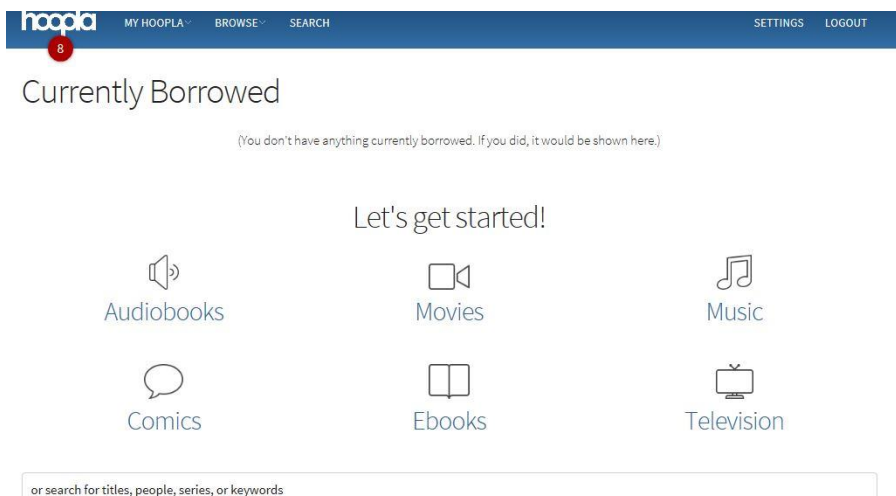 hoopla MY HOOPLA BROWSE SEARCH SETTINGS LOGOUT
8
Currently Borrowed
(You don't have anything currently borrowed. If you did, it would be shown here.)
Let's get started!
Audiobooks Movies Music
Comics Ebooks Television
or search for titles, people, series, or keywords